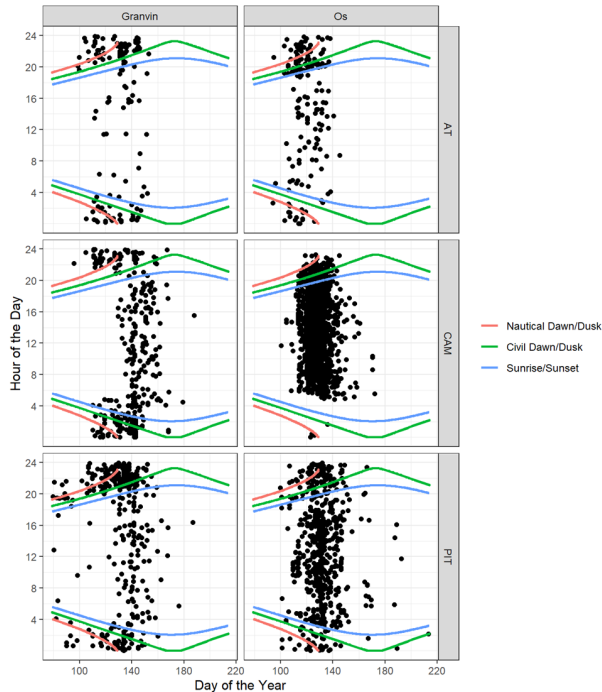 Granvin Os
24
20
16
12
8
4
AT
24
20
16
12
8
4
CAM
24
20
16
12
8
4
PIT
Hour of the Day
100 140 180 220 100 140 180 220
Day of the Year
Nautical Dawn/Dusk
Civil Dawn/Dusk
Sunrise/Sunset